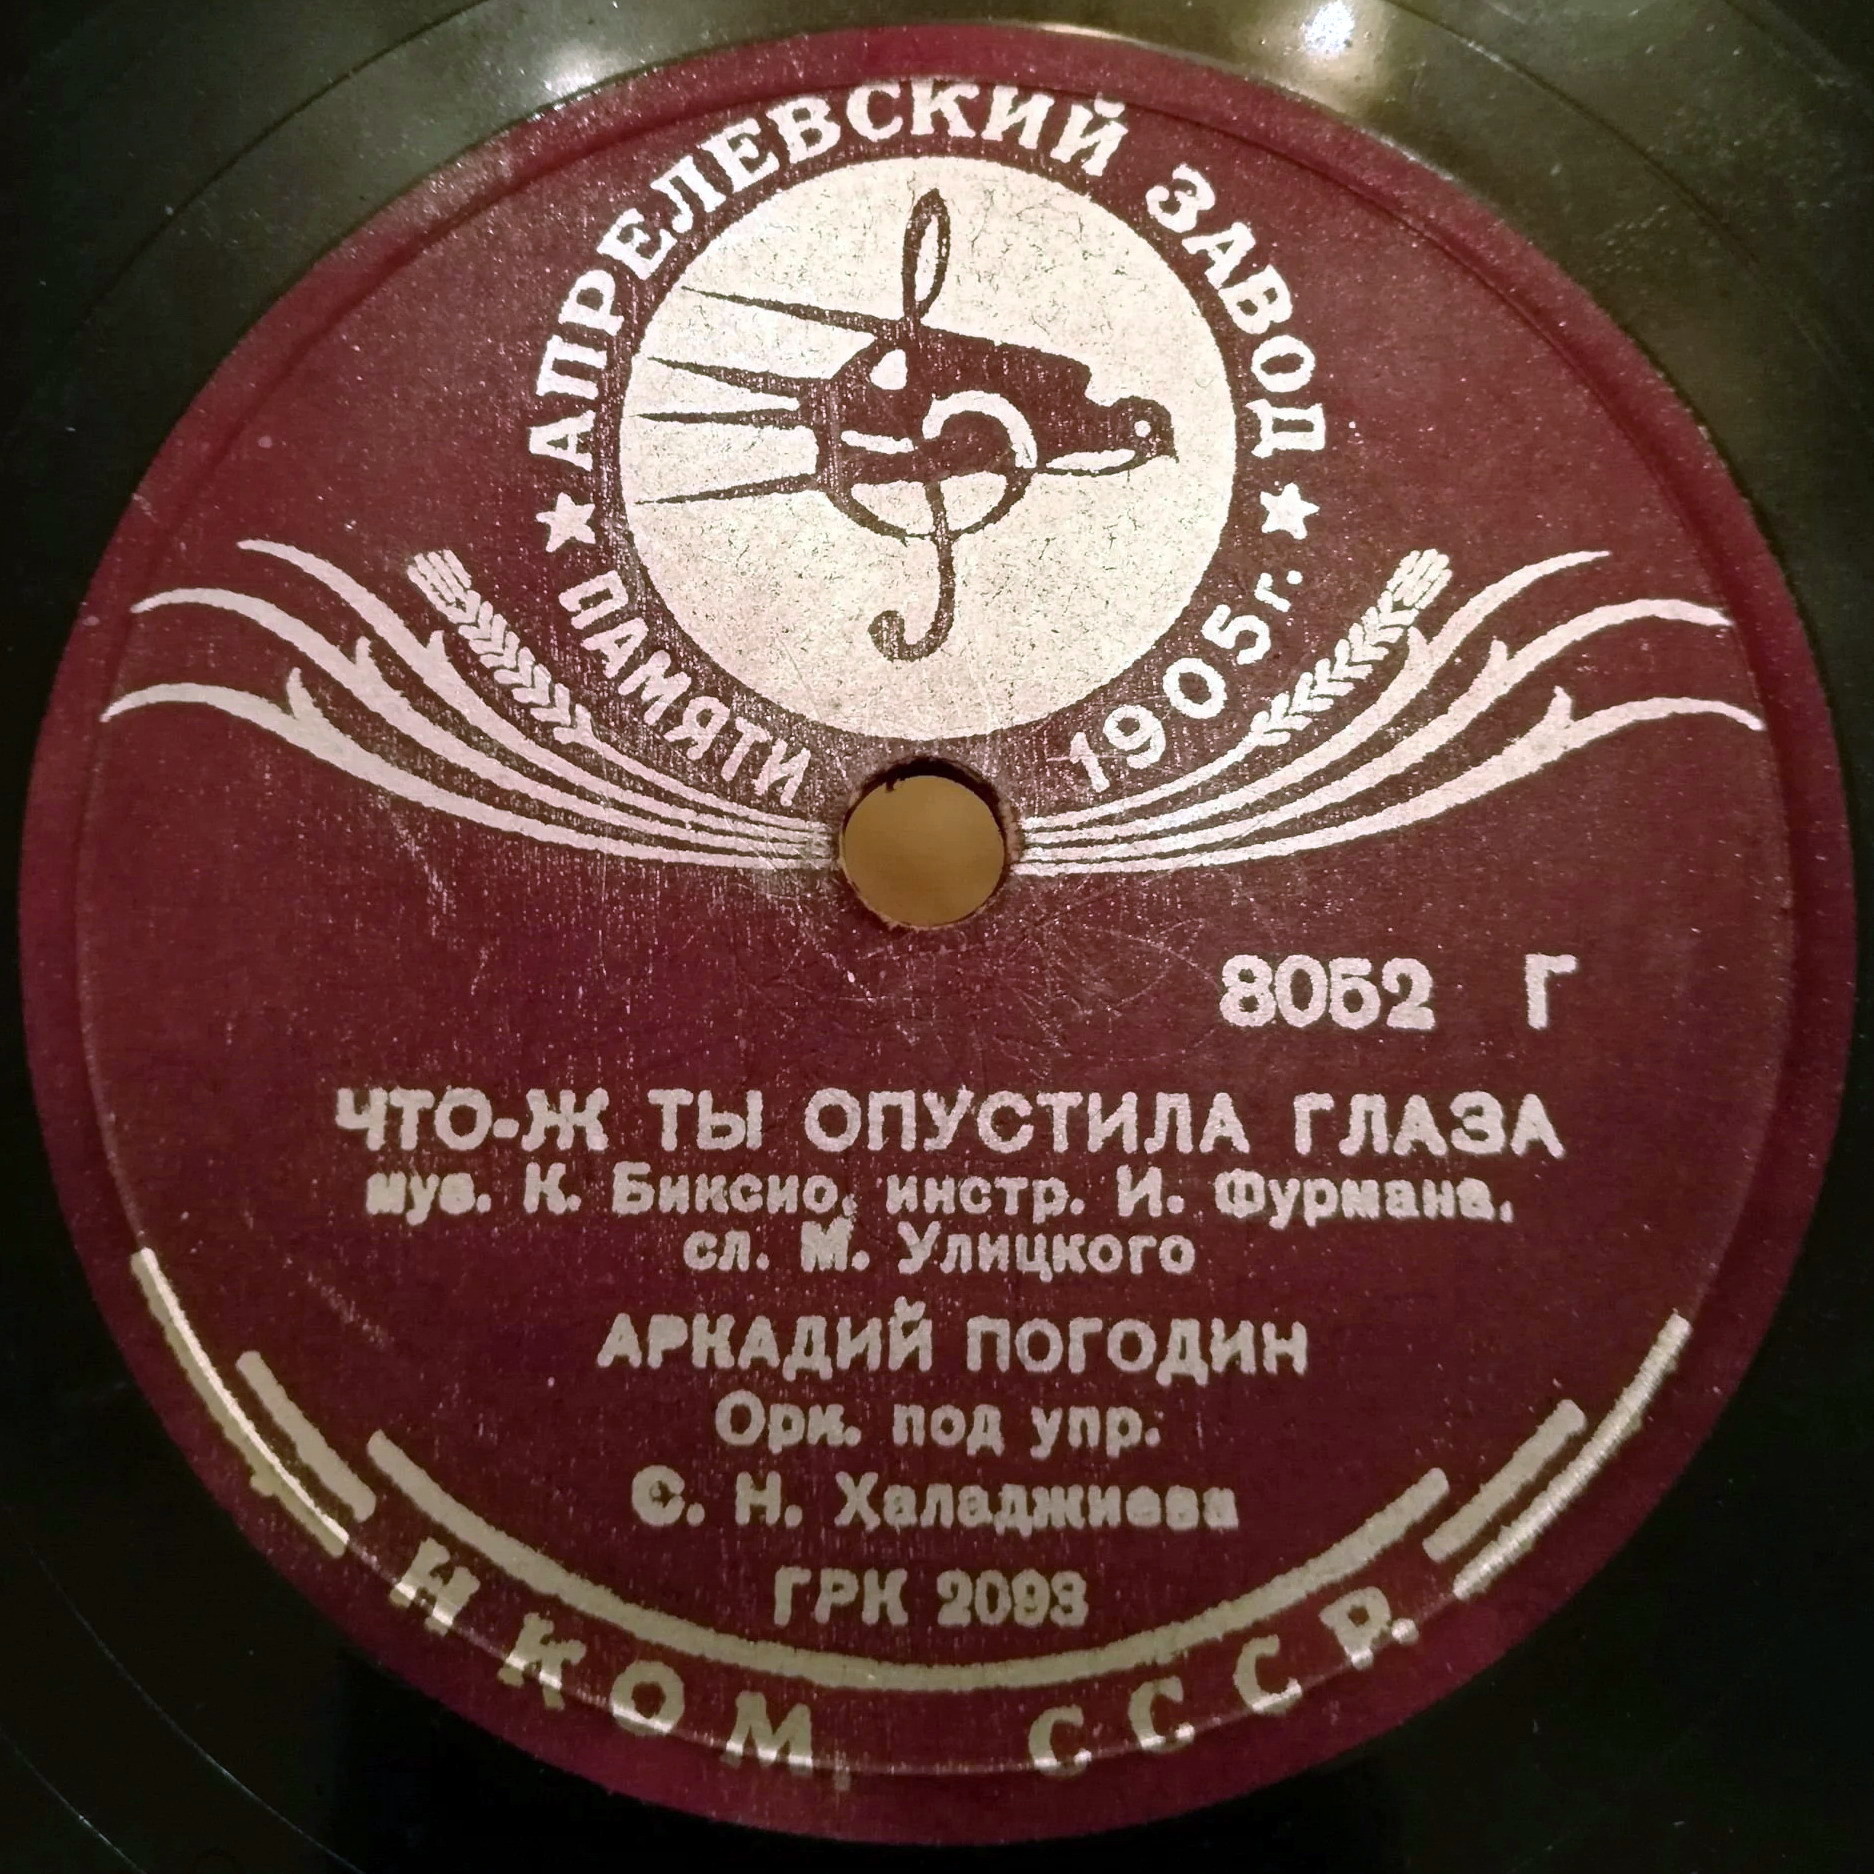 ★ АПРЕЛЕВСКИЙ ЗАВОД ★
ПАМЯТИ 1905 г.
8052 Г
ЧТО-Ж ТЫ ОПУСТИЛА ГЛАЗА
муз. К. Биксио, инстр. И. Фурмана,
сл. М. Улицкого
АРКАДИЙ ПОГОДИН
Орк. под упр.
С. Н. Халаджиева
ГРК 2093
НКОМ, СССР.